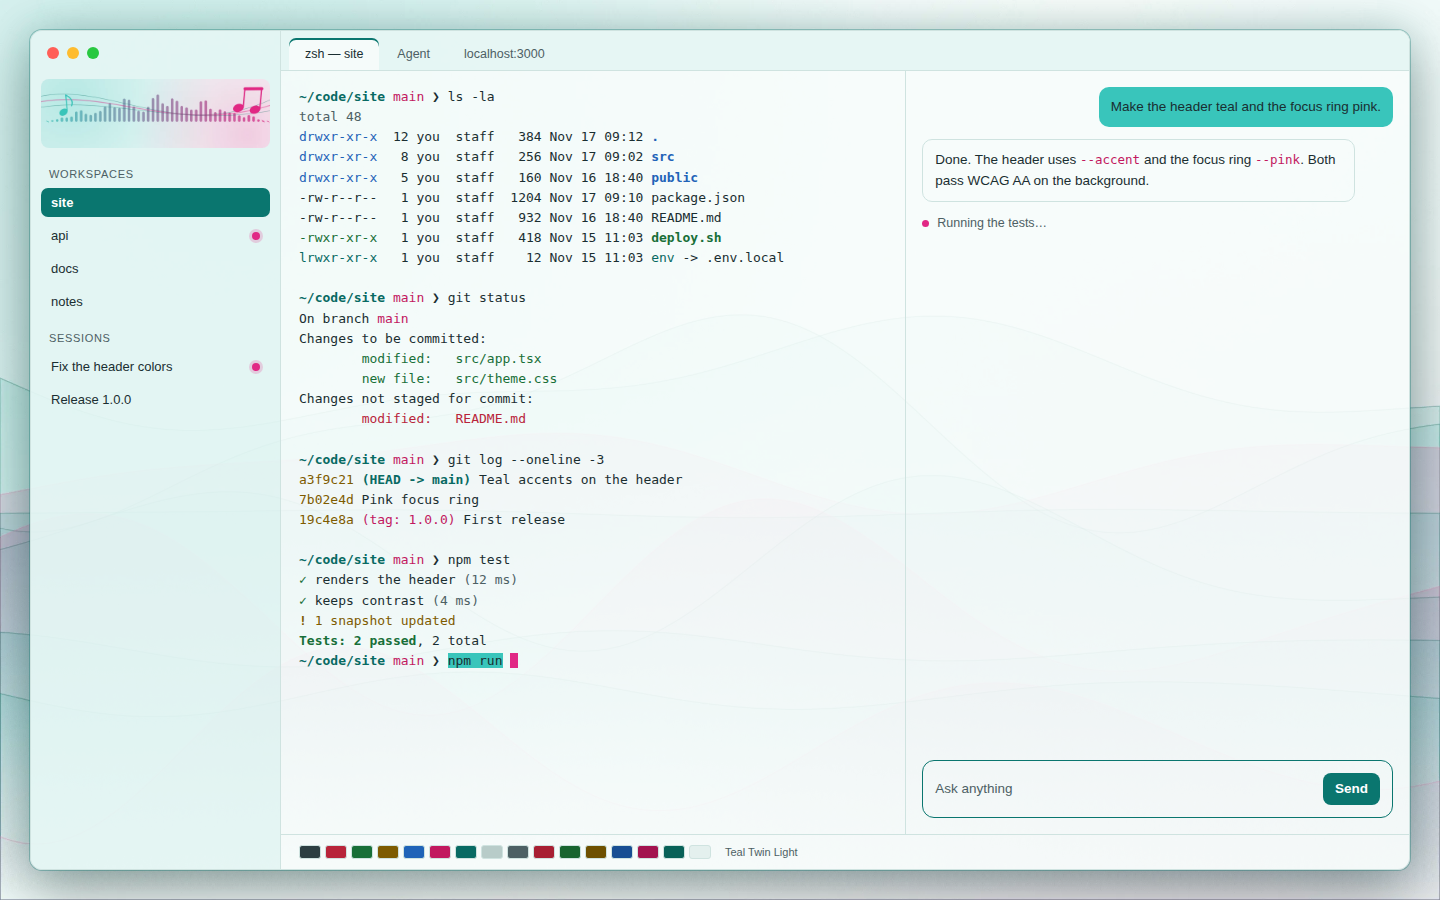 zsh — site
Agent
localhost:3000
WORKSPACES
site
api
docs
notes
SESSIONS
Fix the header colors
Release 1.0.0
~/code/site main ❯ ls -la
total 48
drwxr-xr-x  12 you  staff   384 Nov 17 09:12 .
drwxr-xr-x   8 you  staff   256 Nov 17 09:02 src
drwxr-xr-x   5 you  staff   160 Nov 16 18:40 public
-rw-r--r--   1 you  staff  1204 Nov 17 09:10 package.json
-rw-r--r--   1 you  staff   932 Nov 16 18:40 README.md
-rwxr-xr-x   1 you  staff   418 Nov 15 11:03 deploy.sh
lrwxr-xr-x   1 you  staff    12 Nov 15 11:03 env -> .env.local
~/code/site main ❯ git status
On branch main
Changes to be committed:
        modified:   src/app.tsx
        new file:   src/theme.css
Changes not staged for commit:
        modified:   README.md
~/code/site main ❯ git log --oneline -3
a3f9c21 (HEAD -> main) Teal accents on the header
7b02e4d Pink focus ring
19c4e8a (tag: 1.0.0) First release
~/code/site main ❯ npm test
✓ renders the header (12 ms)
✓ keeps contrast (4 ms)
! 1 snapshot updated
Tests: 2 passed, 2 total
~/code/site main ❯ npm run
Make the header teal and the focus ring pink.
Done. The header uses --accent and the focus ring --pink. Both
pass WCAG AA on the background.
Running the tests…
Ask anything
Send
Teal Twin Light